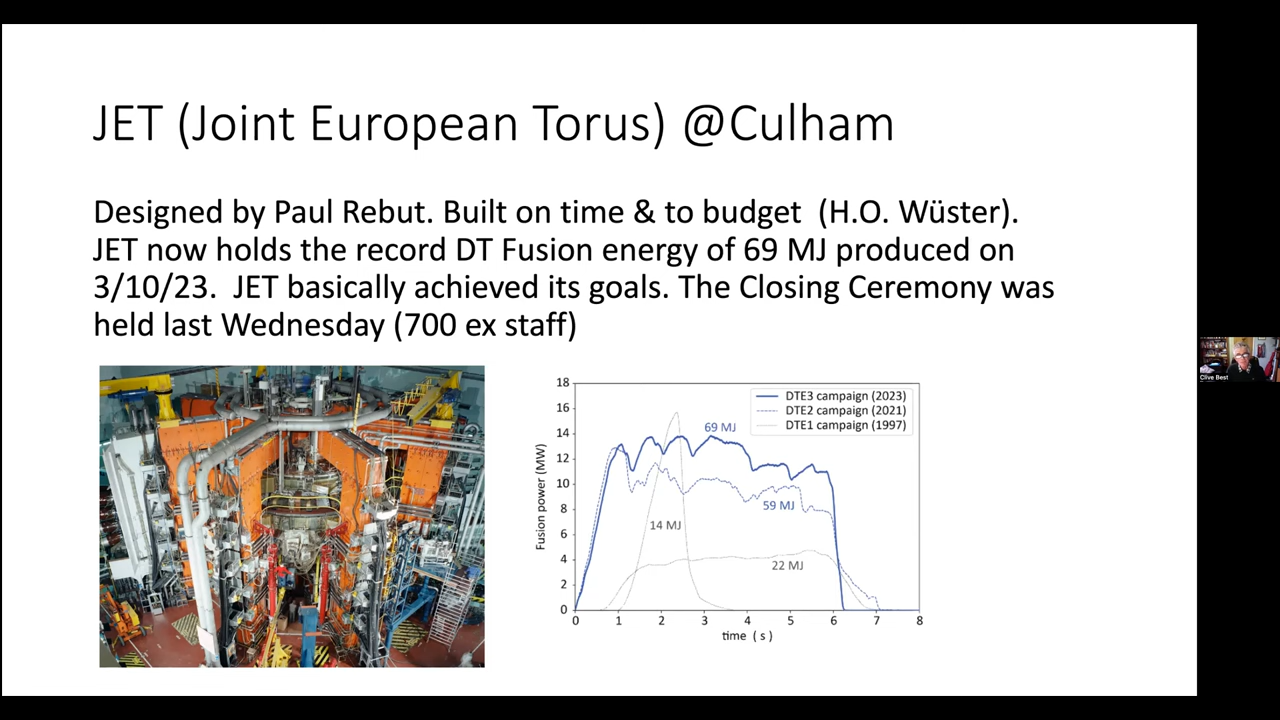 JET (Joint European Torus) @Culham
Designed by Paul Rebut. Built on time & to budget (H.O. Wüster).
JET now holds the record DT Fusion energy of 69 MJ produced on
3/10/23. JET basically achieved its goals. The Closing Ceremony was
held last Wednesday (700 ex staff)
18
16
14
12
10
8
6
4
2
0
Fusion power (MW)
DTE3 campaign (2023)
DTE2 campaign (2021)
DTE1 campaign (1997)
69 MJ
59 MJ
14 MJ
22 MJ
0 1 2 3 4 5 6 7 8
time (s)
Clive Best